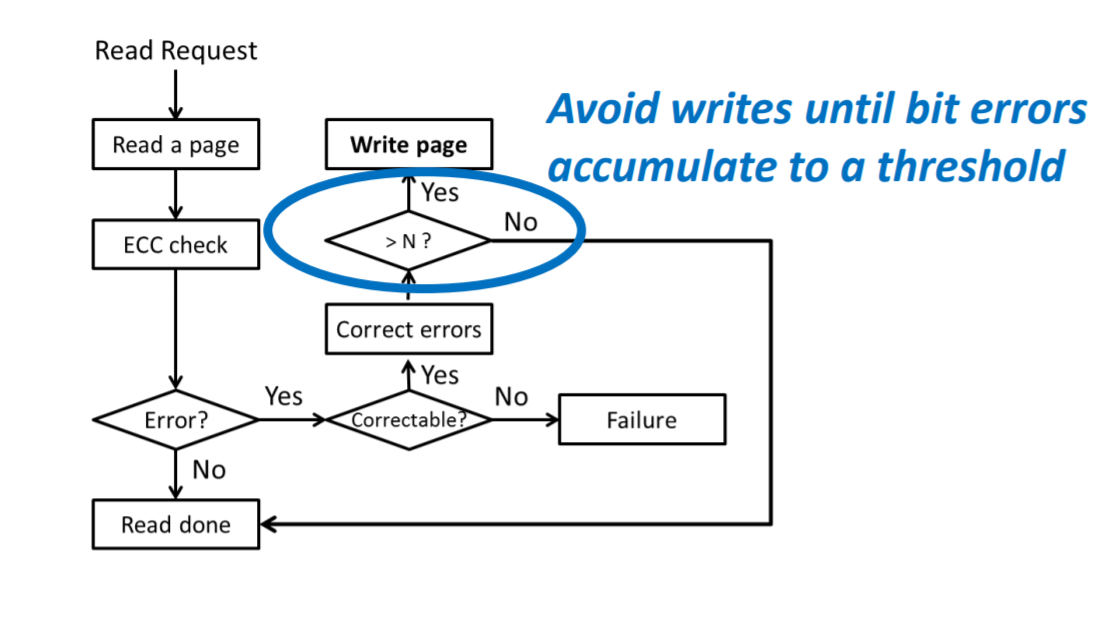 Read Request
Read a page
ECC check
Error?
Yes
No
Read done
Correctable?
Yes
No
Failure
Correct errors
> N ?
Yes
No
Write page
Avoid writes until bit errors
accumulate to a threshold